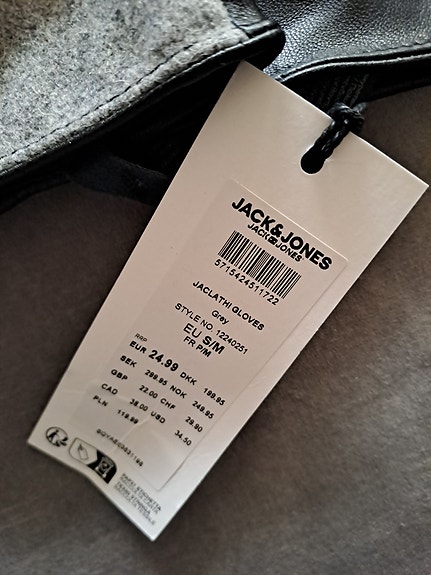 JACK&JONES
JACK&JONES
5715424511722
JACLATHI GLOVES
Grey
STYLE NO. 12240251
EU S/M
FR P/M
RRP
EUR 24.99 DKK 199.95
SEK 299.95 NOK 249.95
GBP 22.00 CHF 29.90
CAD 38.00 USD 34.50
PLN 119.99